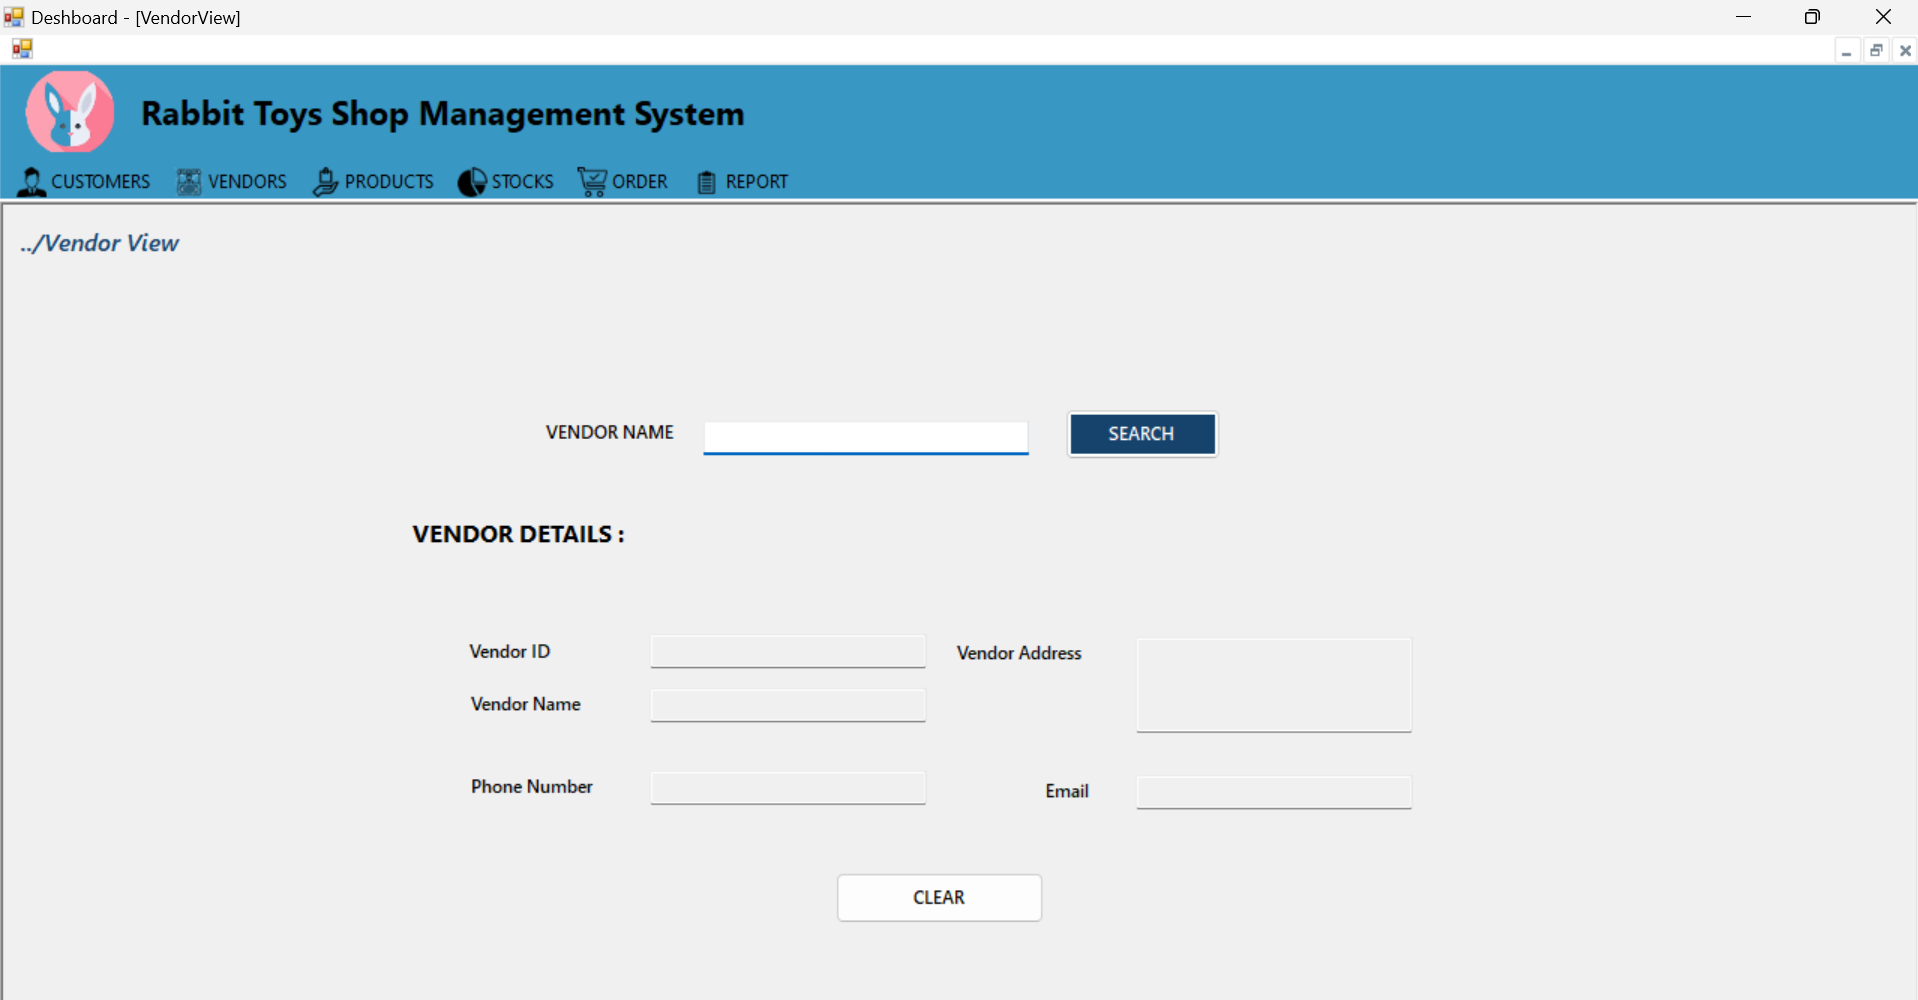 Deshboard - [VendorView]
Rabbit Toys Shop Management System
CUSTOMERS VENDORS PRODUCTS STOCKS ORDER REPORT
../Vendor View
VENDOR NAME SEARCH
VENDOR DETAILS :
Vendor ID Vendor Address
Vendor Name
Phone Number Email
CLEAR